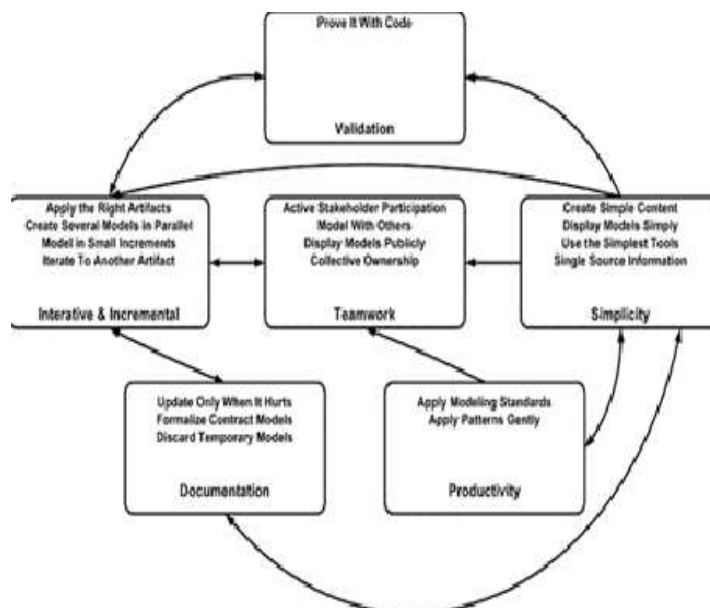 Prove It With Code
Validation
Apply the Right Artifacts
Create Several Models in Parallel
Model in Small Increments
Iterate To Another Artifact
Interative & Incremental
Active Stakeholder Participation
Model With Others
Display Models Publicly
Collective Ownership
Teamwork
Create Simple Content
Display Models Simply
Use the Simplest Tools
Single Source Information
Simplicity
Update Only When It Hurts
Formalize Contract Models
Discard Temporary Models
Documentation
Apply Modeling Standards
Apply Patterns Gently
Productivity